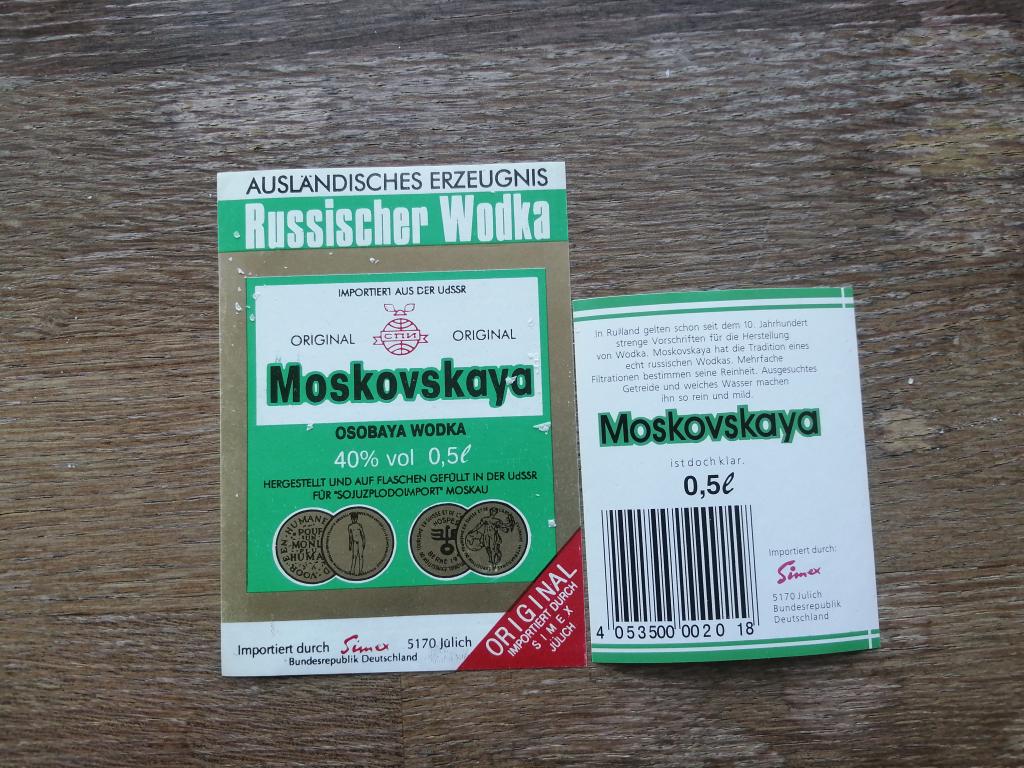 AUSLÄNDISCHES ERZEUGNIS
Russischer Wodka
IMPORTIERT AUS DER UdSSR
ORIGINAL
СПИ
ORIGINAL
Moskovskaya
OSOBAYA WODKA
40% vol 0,5ℓ
HERGESTELLT UND AUF FLASCHEN GEFÜLLT IN DER UdSSR
FÜR "SOJUZPLODOIMPORT" MOSKAU
ORIGINAL
IMPORTIERT DURCH
SIMEX
JÜLICH
Importiert durch Simex 5170 Jülich
Bundesrepublik Deutschland
In Rußland gelten schon seit dem 10. Jahrhundert
strenge Vorschriften für die Herstellung
von Wodka. Moskovskaya hat die Tradition eines
echt russischen Wodkas. Mehrfache
Filtrationen bestimmen seine Reinheit. Ausgesuchtes
Getreide und weiches Wasser machen
ihn so rein und mild.
Moskovskaya
ist doch klar.
0,5ℓ
Importiert durch:
Simex
5170 Jülich
Bundesrepublik
Deutschland
4 053500 002018